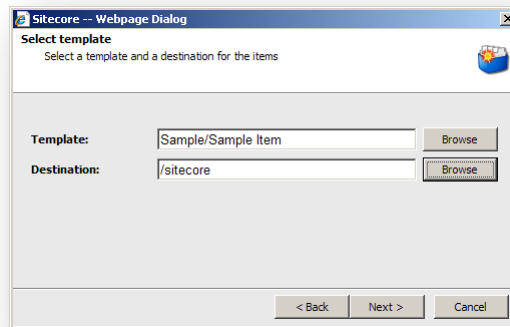 Sitecore -- Webpage Dialog
Select template
Select a template and a destination for the items
Template: Sample/Sample Item Browse
Destination: /sitecore Browse
< Back Next > Cancel